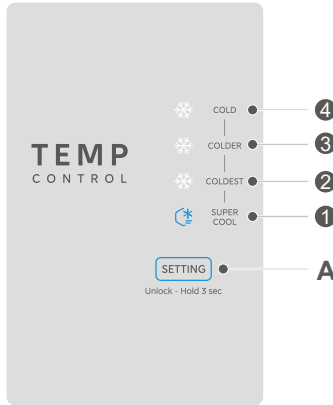 COLD 4
TEMP
CONTROL
COLDER 3
COLDEST 2
SUPER
COOL 1
SETTING A
Unlock - Hold 3 sec